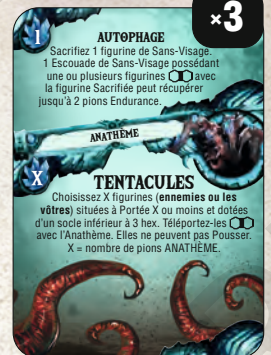 ×3
1
AUTOPHAGE
Sacrifiez 1 figurine de Sans-Visage.
1 Escouade de Sans-Visage possédant
une ou plusieurs figurines avec
la figurine Sacrifiée peut récupérer
jusqu'à 2 pions Endurance.
ANATHÈME
X
TENTACULES
Choisissez X figurines (ennemies ou les
vôtres) situées à Portée X ou moins et dotées
d'un socle inférieur à 3 hex. Téléportez-les
avec l'Anathème. Elles ne peuvent pas Pousser.
X = nombre de pions ANATHÈME.